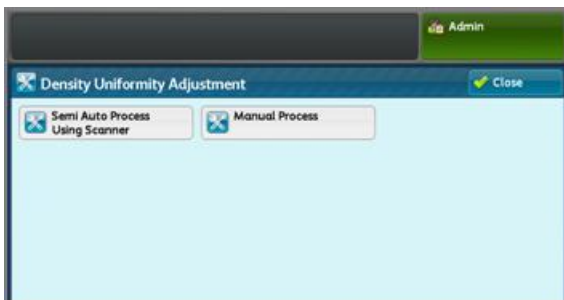 Admin
Density Uniformity Adjustment
Close
Semi Auto Process
Using Scanner
Manual Process